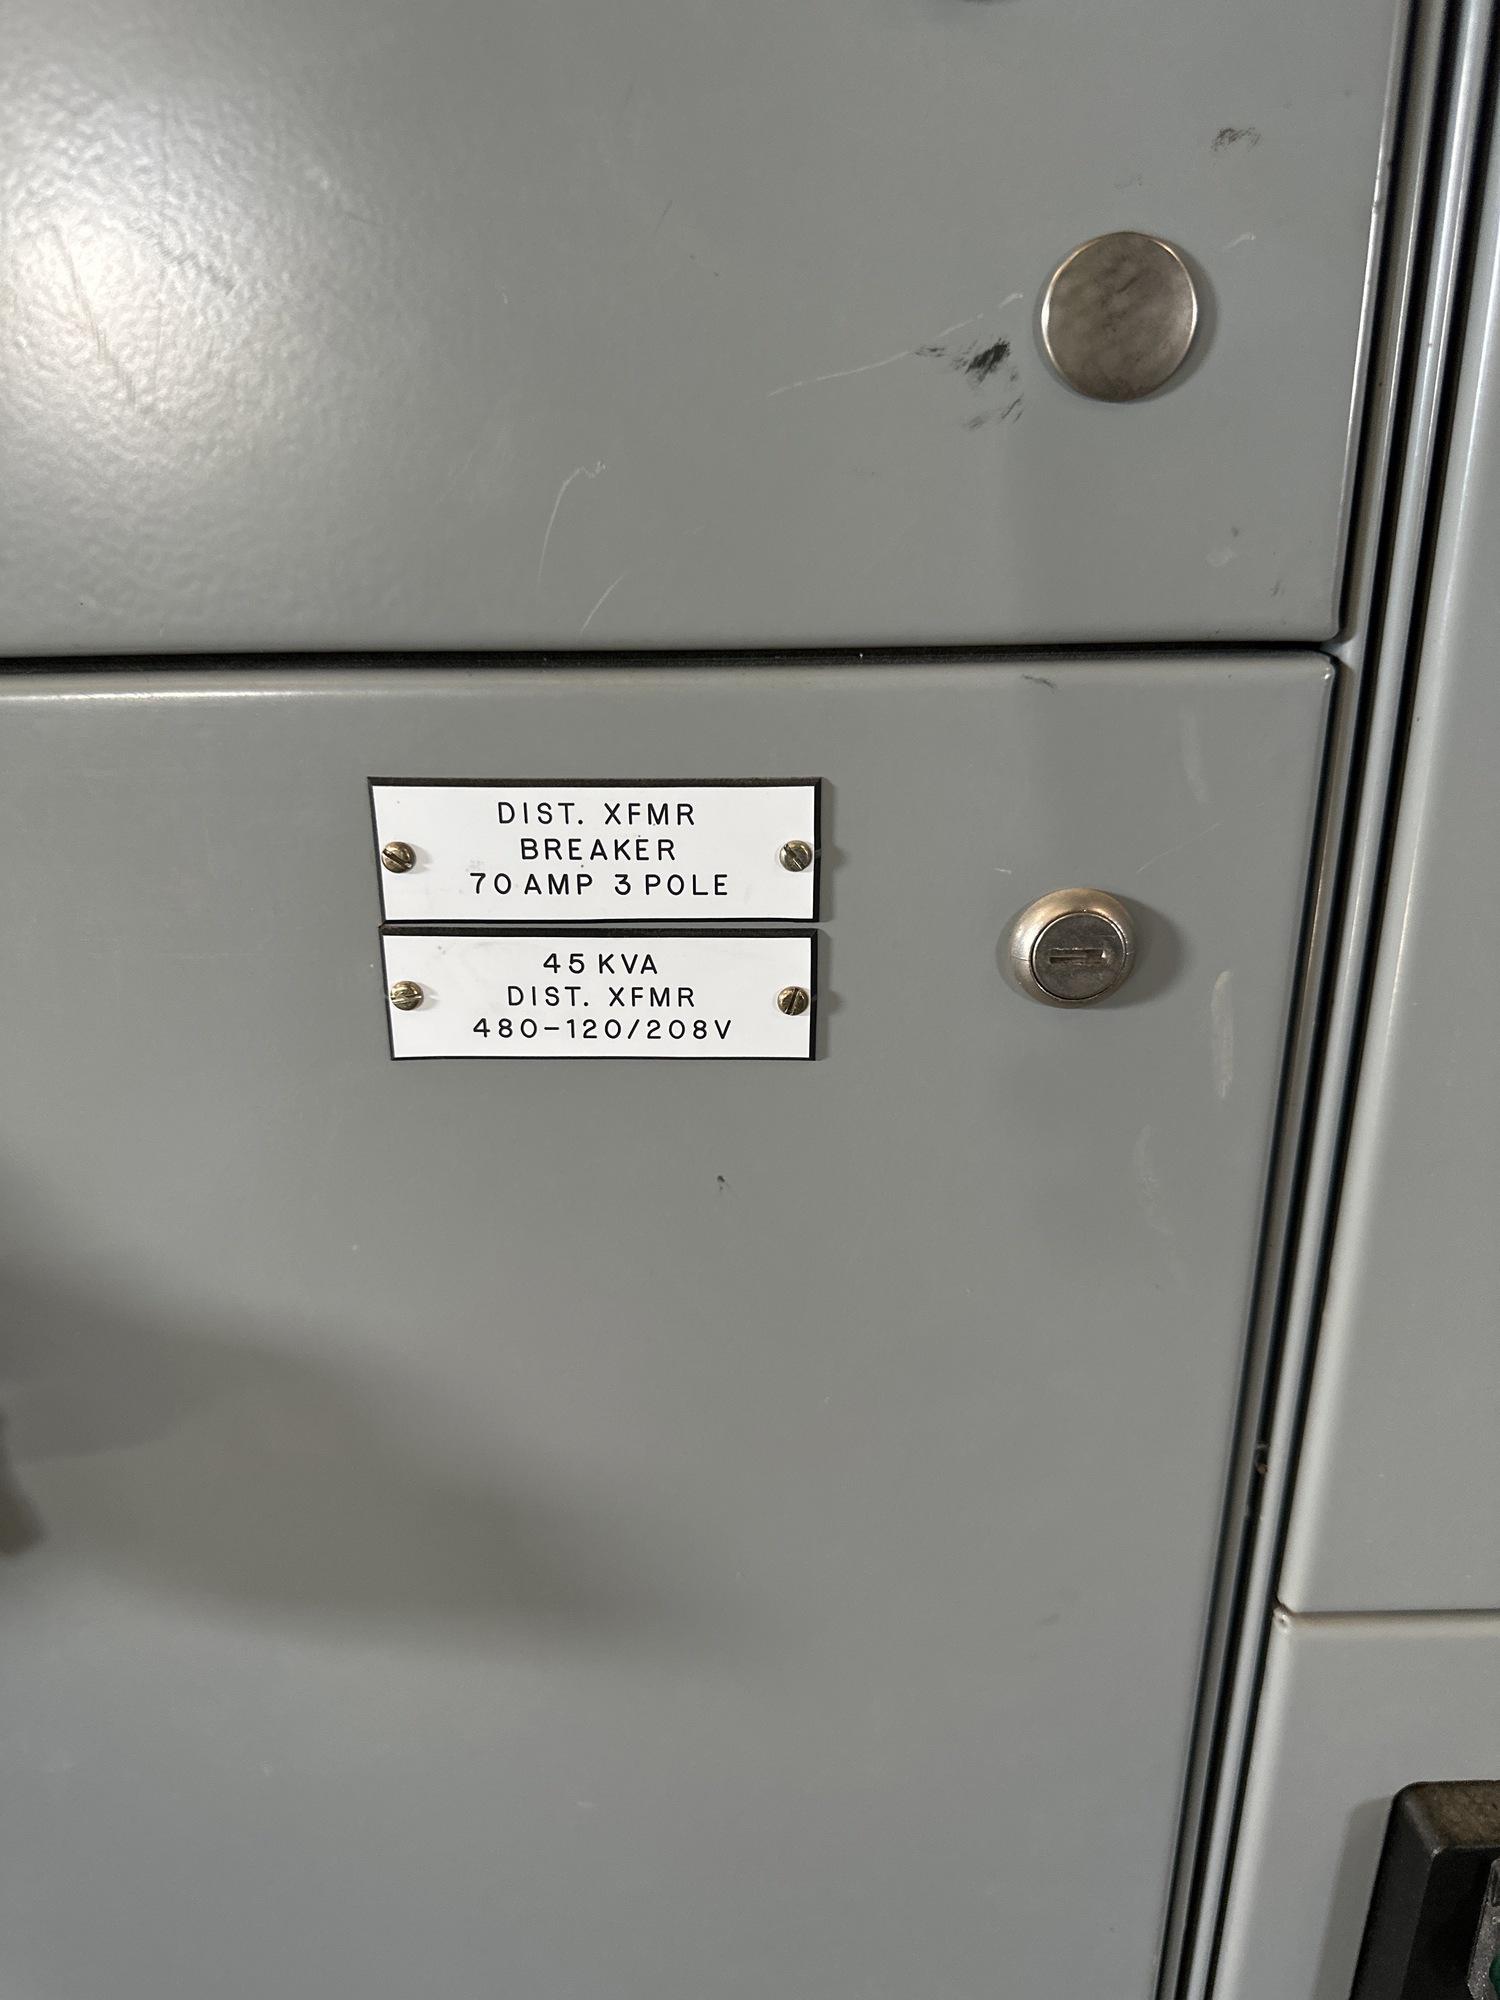 DIST. XFMR
BREAKER
70 AMP 3 POLE
45 KVA
DIST. XFMR
480-120/208V